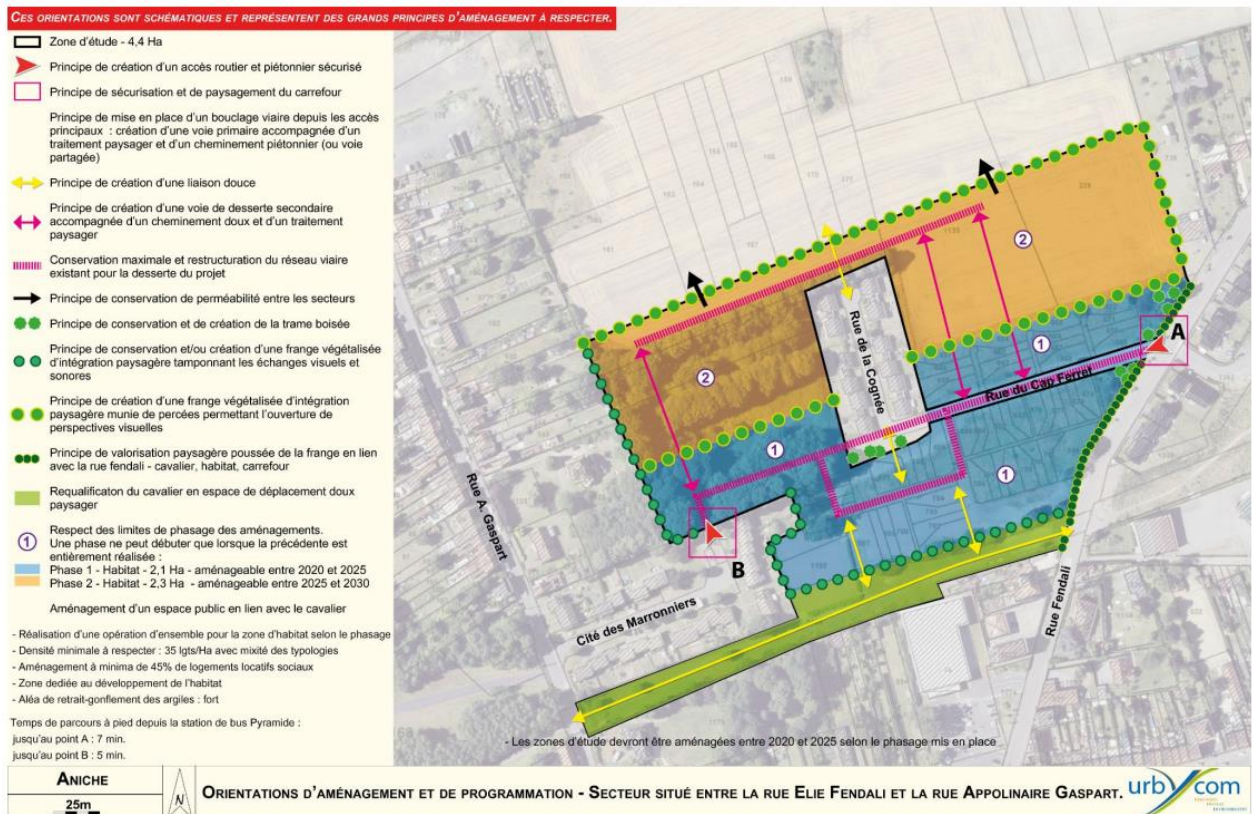 CES ORIENTATIONS SONT SCHÉMATIQUES ET REPRÉSENTENT DES GRANDS PRINCIPES D'AMÉNAGEMENT À RESPECTER.
Zone d'étude - 4,4 Ha
Principe de création d'un accès routier et piétonnier sécurisé
Principe de sécurisation et de paysagement du carrefour
Principe de mise en place d'un bouclage viaire depuis les accès
principaux : création d'une voie primaire accompagnée d'un
traitement paysager et d'un cheminement piétonnier (ou voie
partagée)
Principe de création d'une liaison douce
Principe de création d'une voie de desserte secondaire
accompagnée d'un cheminement doux et d'un traitement
paysager
Conservation maximale et restructuration du réseau viaire
existant pour la desserte du projet
Principe de conservation de perméabilité entre les secteurs
Principe de conservation et de création de la trame boisée
Principe de conservation et/ou création d'une frange végétalisée
d'intégration paysagère tamponnant les échanges visuels et
sonores
Principe de création d'une frange végétalisée d'intégration
paysagère munie de percées permettant l'ouverture de
perspectives visuelles
Principe de valorisation paysagère poussée de la frange en lien
avec la rue fendali - cavalier, habitat, carrefour
Requalificaton du cavalier en espace de déplacement doux
paysager
1
Respect des limites de phasage des aménagements.
Une phase ne peut débuter que lorsque la précédente est
entièrement réalisée :
Phase 1 - Habitat - 2,1 Ha - aménageable entre 2020 et 2025
Phase 2 - Habitat - 2,3 Ha - aménageable entre 2025 et 2030
Aménagement d'un espace public en lien avec le cavalier
- Réalisation d'une opération d'ensemble pour la zone d'habitat selon le phasage
- Densité minimale à respecter : 35 lgts/Ha avec mixité des typologies
- Aménagement à minima de 45% de logements locatifs sociaux
- Zone dediée au développement de l'habitat
- Aléa de retrait-gonflement des argiles : fort
Temps de parcours à pied depuis la station de bus Pyramide :
jusqu'au point A : 7 min.
jusqu'au point B : 5 min.
2
1
A
Rue de la Cognée
Rue du Cap Ferret
2
1
1
Rue A. Gaspart
B
Cité des Marronniers
Rue Fendali
- Les zones d'étude devront être aménagées entre 2020 et 2025 selon le phasage mis en place
ANICHE
25m
N
ORIENTATIONS D'AMÉNAGEMENT ET DE PROGRAMMATION - SECTEUR SITUÉ ENTRE LA RUE ELIE FENDALI ET LA RUE APPOLINAIRE GASPART.
urbycom